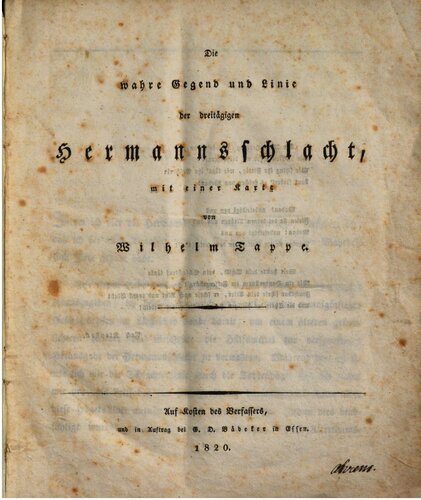 Die
wahre Gegend und Linie
der dreitägigen
Hermannsschlacht,
mit einer Karte
von
Wilhelm Tappe.
Auf Kosten des Verfassers,
und in Auftrag bei G. D. Bädeker in Essen.
1820.